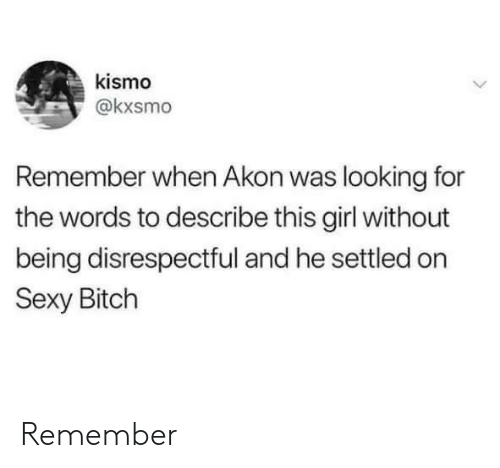 kismo
@kxsmo
Remember when Akon was looking for
the words to describe this girl without
being disrespectful and he settled on
Sexy Bitch
Remember